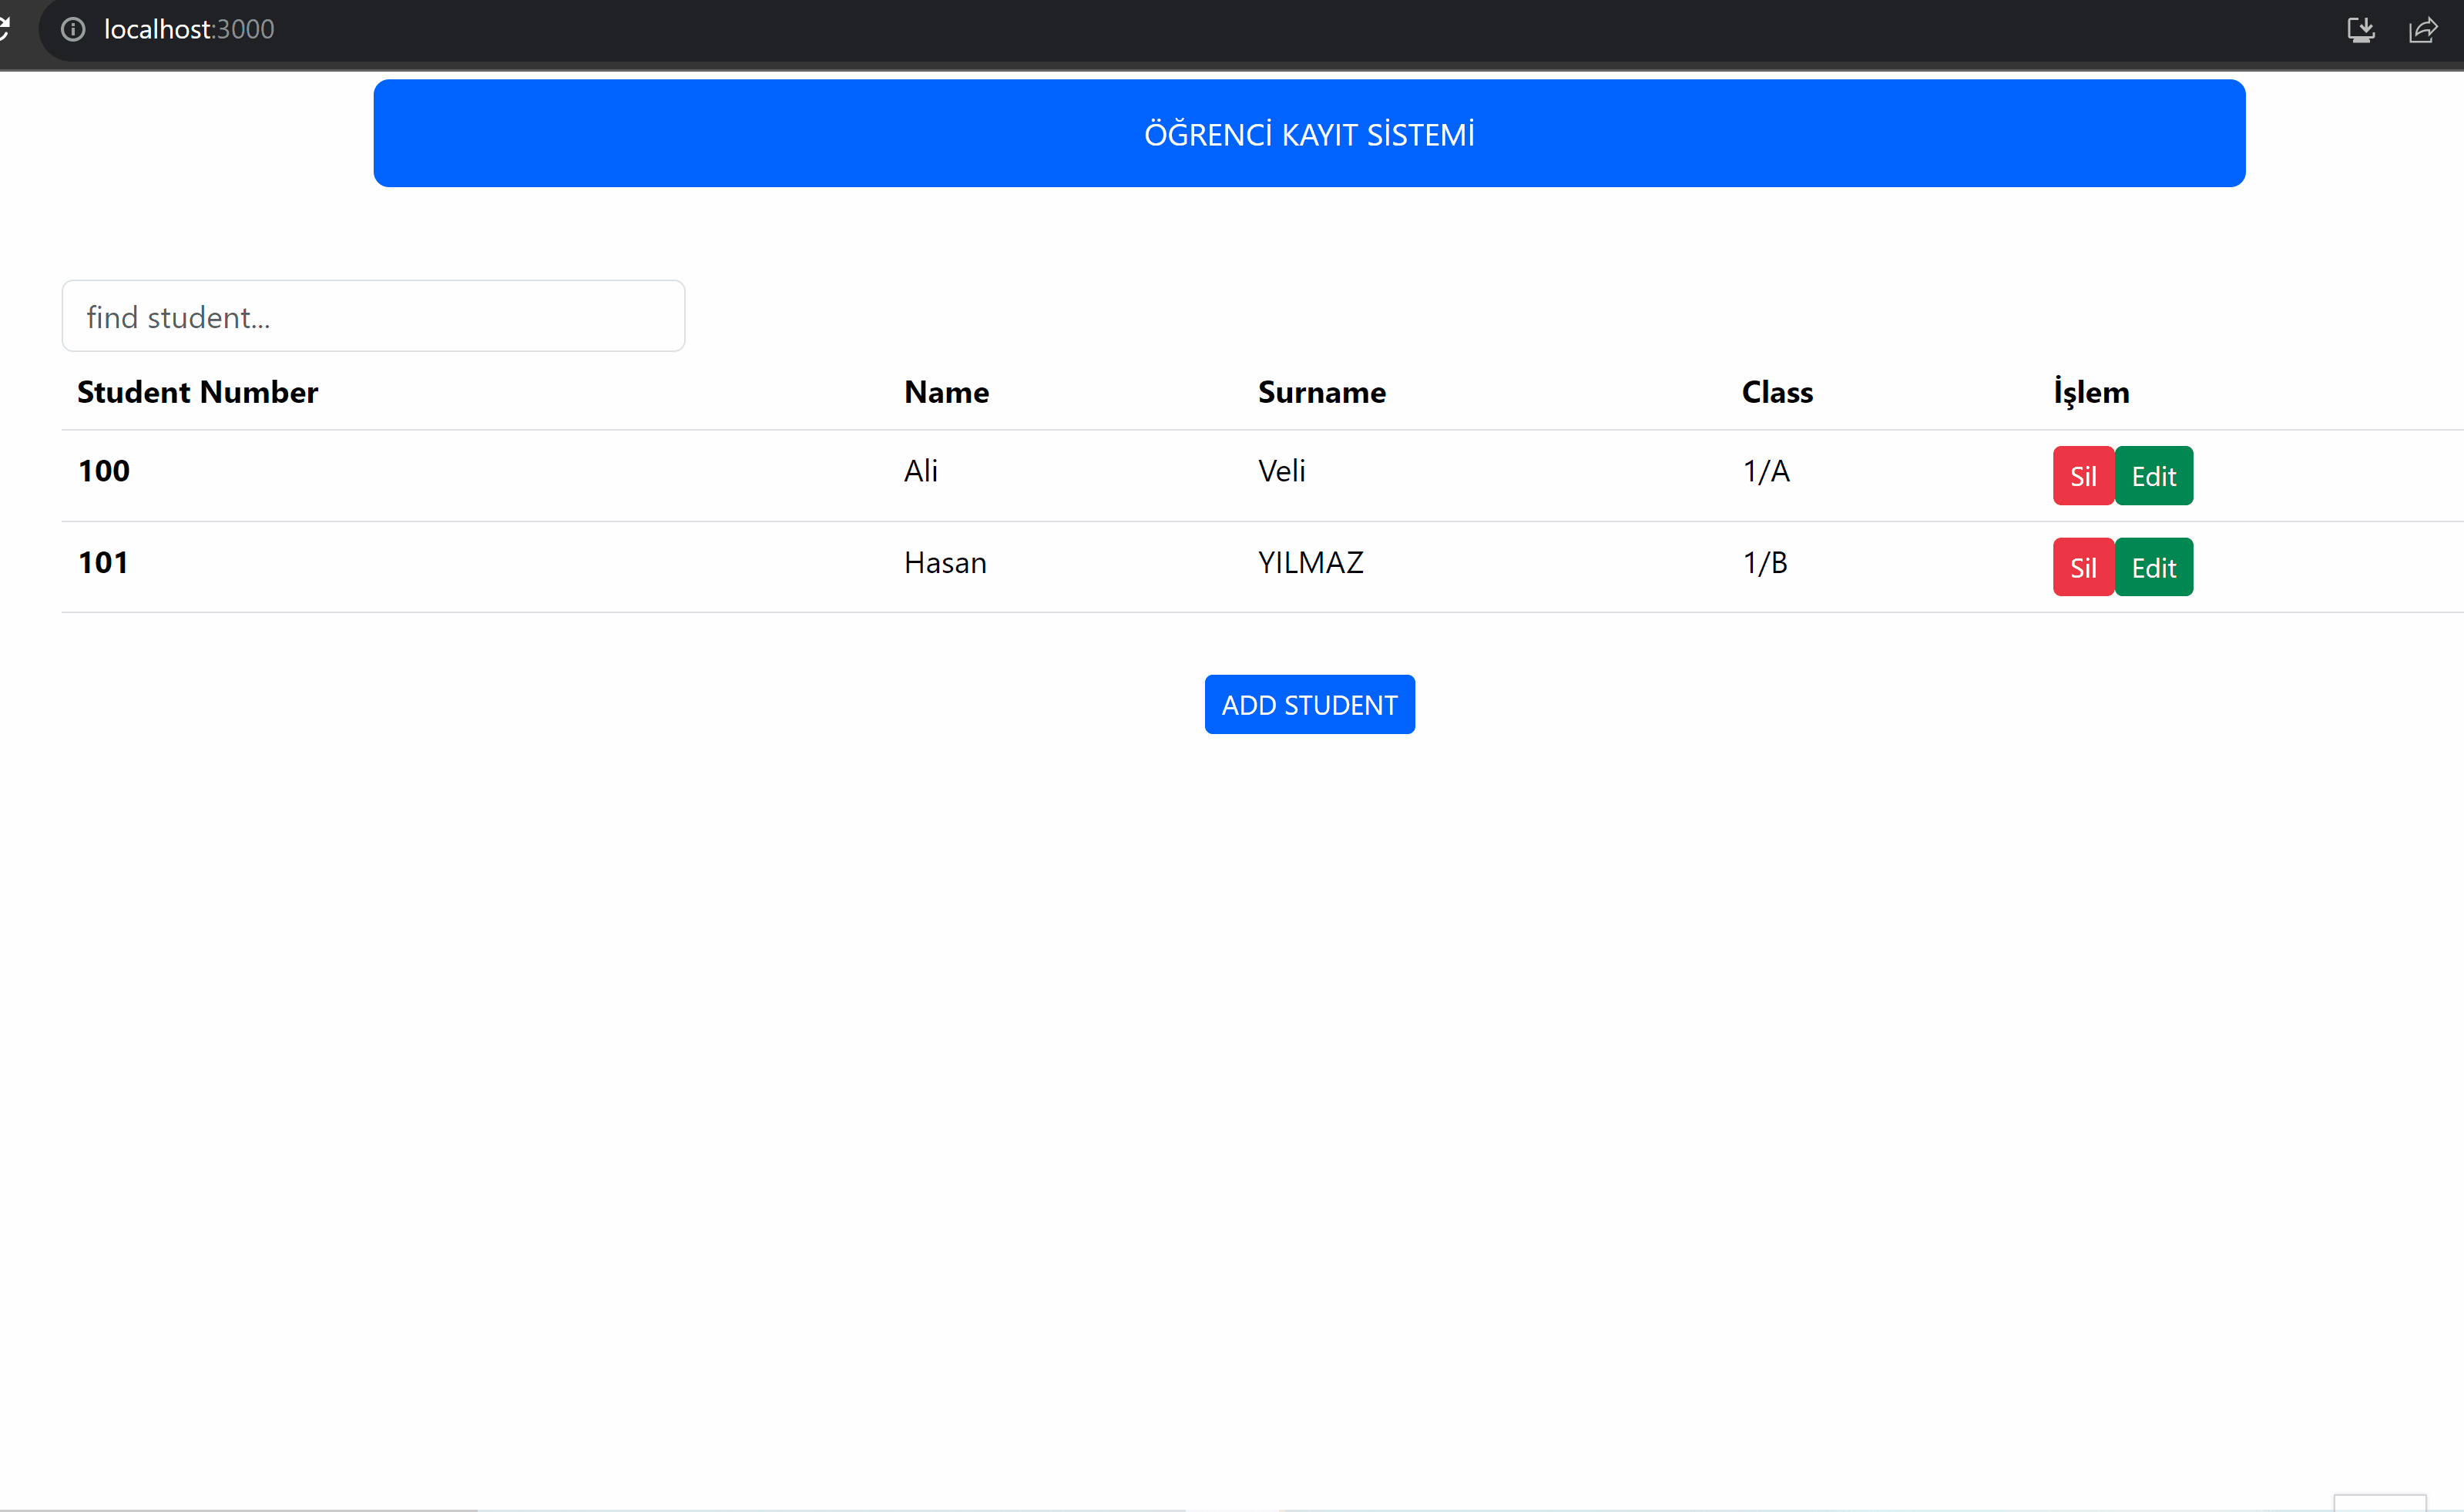 localhost:3000
ÖĞRENCİ KAYIT SİSTEMİ
find student...
Student Number Name Surname Class İşlem
100 Ali Veli 1/A Sil Edit
101 Hasan YILMAZ 1/B Sil Edit
ADD STUDENT